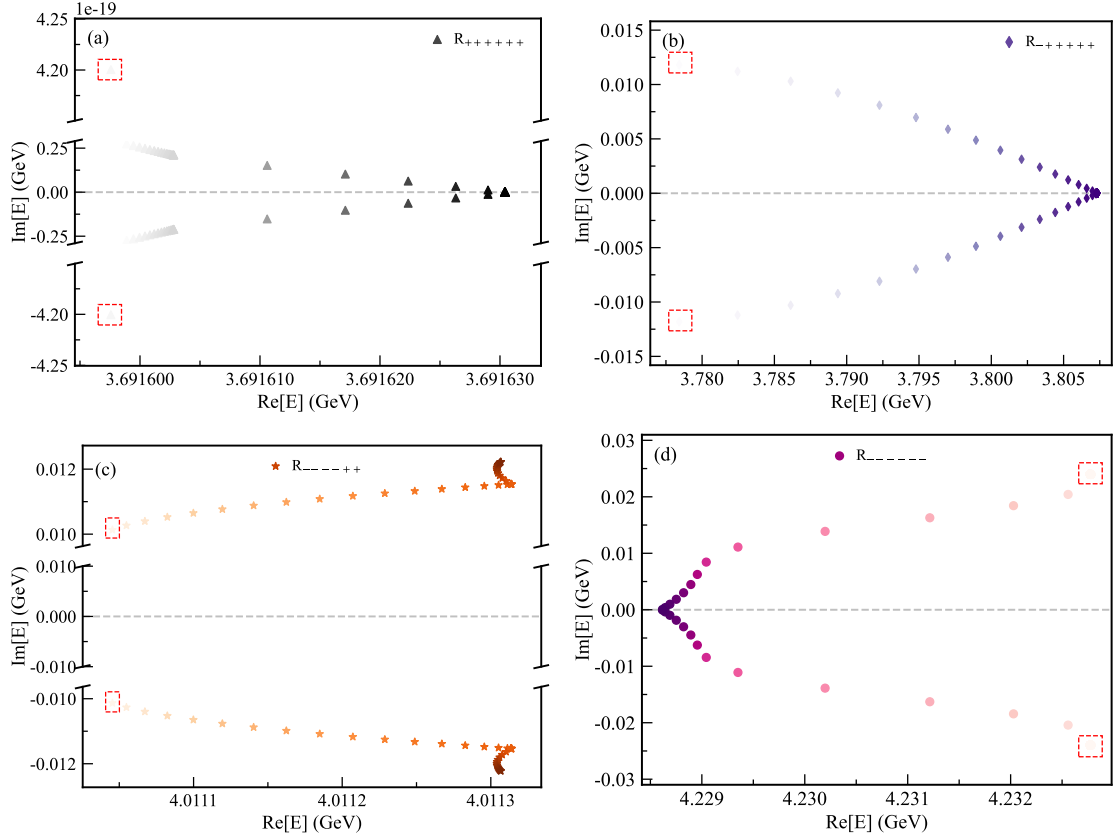 1e-19
4.25
4.20
0.25
0.00
-0.25
-4.20
-4.25
Im[E] (GeV)
(a)
R++++++
3.691600
3.691610
3.691620
3.691630
Re[E] (GeV)
0.015
0.010
0.005
0.000
-0.005
-0.010
-0.015
Im[E] (GeV)
(b)
R−+++++
3.780
3.785
3.790
3.795
3.800
3.805
Re[E] (GeV)
0.012
0.010
0.010
0.000
0.010
-0.010
-0.012
Im[E] (GeV)
(c)
R−−−−++
4.0111
4.0112
4.0113
Re[E] (GeV)
0.03
0.02
0.01
0.00
-0.01
-0.02
-0.03
Im[E] (GeV)
(d)
R−−−−−−
4.229
4.230
4.231
4.232
Re[E] (GeV)